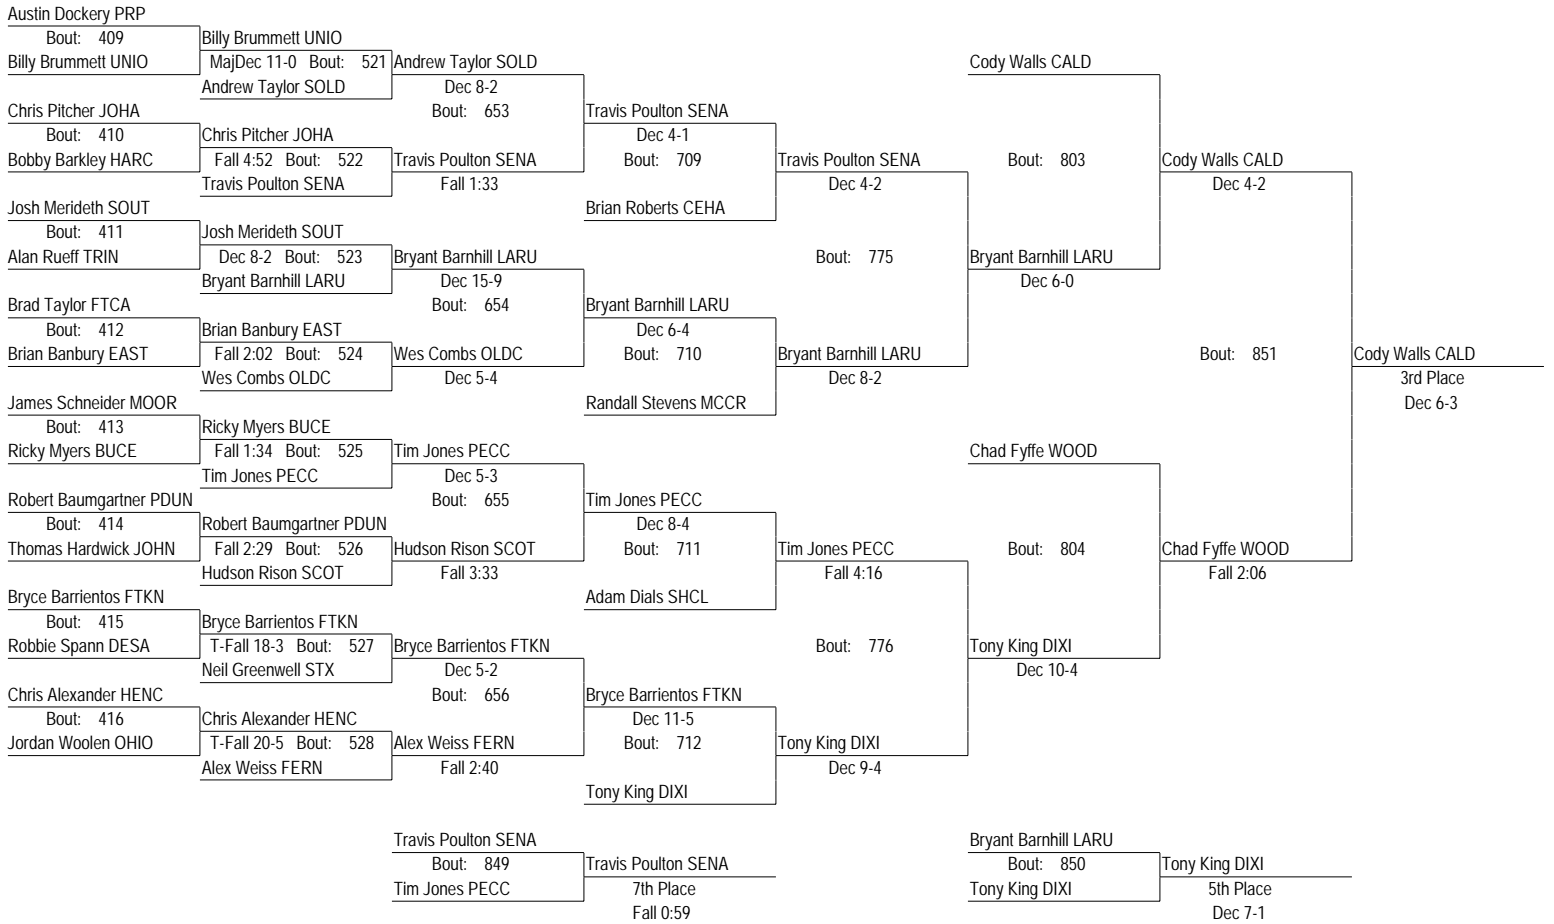 Austin Dockery PRP
Bout: 409 Billy Brummett UNIO
Billy Brummett UNIO MajDec 11-0 Bout: 521 Andrew Taylor SOLD Cody Walls CALD
Andrew Taylor SOLD Dec 8-2
Chris Pitcher JOHA Bout: 653 Travis Poulton SENA
Bout: 410 Chris Pitcher JOHA Dec 4-1
Bobby Barkley HARC Fall 4:52 Bout: 522 Travis Poulton SENA Bout: 709 Travis Poulton SENA Bout: 803 Cody Walls CALD
Travis Poulton SENA Fall 1:33 Dec 4-2 Dec 4-2
Josh Merideth SOUT Brian Roberts CEHA
Bout: 411 Josh Merideth SOUT
Alan Rueff TRIN Dec 8-2 Bout: 523 Bryant Barnhill LARU Bout: 775 Bryant Barnhill LARU
Bryant Barnhill LARU Dec 15-9 Dec 6-0
Brad Taylor FTCA Bout: 654 Bryant Barnhill LARU
Bout: 412 Brian Banbury EAST Dec 6-4
Brian Banbury EAST Fall 2:02 Bout: 524 Wes Combs OLDC Bout: 710 Bryant Barnhill LARU Bout: 851 Cody Walls CALD
Wes Combs OLDC Dec 5-4 Dec 8-2 3rd Place
James Schneider MOOR Randall Stevens MCCR Dec 6-3
Bout: 413 Ricky Myers BUCE
Ricky Myers BUCE Fall 1:34 Bout: 525 Tim Jones PECC Chad Fyffe WOOD
Tim Jones PECC Dec 5-3
Robert Baumgartner PDUN Bout: 655 Tim Jones PECC
Bout: 414 Robert Baumgartner PDUN Dec 8-4
Thomas Hardwick JOHN Fall 2:29 Bout: 526 Hudson Rison SCOT Bout: 711 Tim Jones PECC Bout: 804 Chad Fyffe WOOD
Hudson Rison SCOT Fall 3:33 Fall 4:16 Fall 2:06
Bryce Barrientos FTKN Adam Dials SHCL
Bout: 415 Bryce Barrientos FTKN
Robbie Spann DESA T-Fall 18-3 Bout: 527 Bryce Barrientos FTKN Bout: 776 Tony King DIXI
Neil Greenwell STX Dec 5-2 Dec 10-4
Chris Alexander HENC Bout: 656 Bryce Barrientos FTKN
Bout: 416 Chris Alexander HENC Dec 11-5
Jordan Woolen OHIO T-Fall 20-5 Bout: 528 Alex Weiss FERN Bout: 712 Tony King DIXI
Alex Weiss FERN Fall 2:40 Dec 9-4
Tony King DIXI
Travis Poulton SENA Bryant Barnhill LARU
Bout: 849 Travis Poulton SENA Bout: 850 Tony King DIXI
Tim Jones PECC 7th Place Tony King DIXI 5th Place
Fall 0:59 Dec 7-1